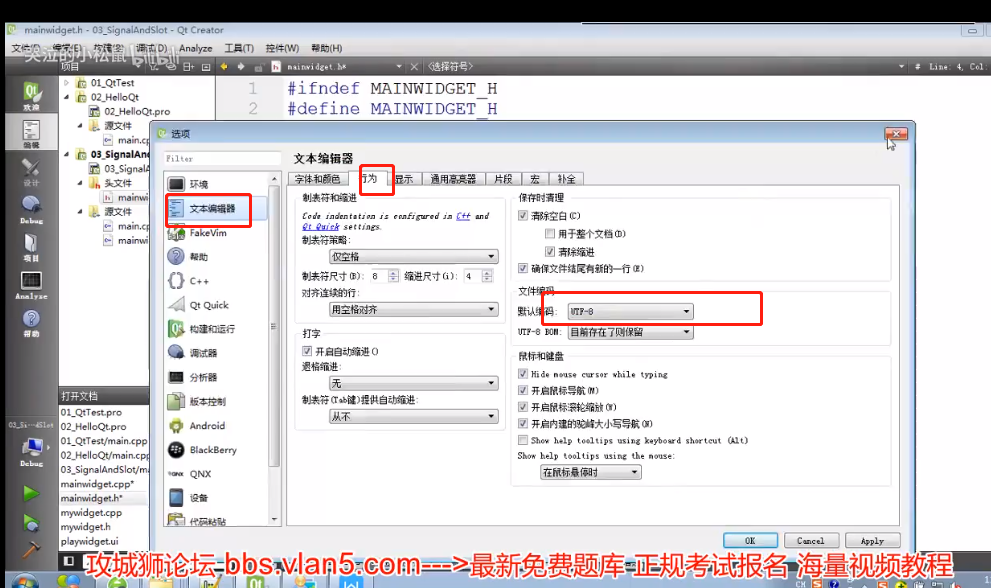 mainwidget.h - 03_SignalAndSlot - Qt Creator
调试(D) Analyze 工具(T) 控件(W) 帮助(H)
哭泣的小松鼠 bilibili
项目
mainwidget.h*
<选择符号>
# Line: 4, Col:
欢迎
编辑
设计
Debug
项目
Analyse
帮助
01_QtTest
02_HelloQt
02_HelloQt.pro
源文件
main.cp
03_SignalAnd
03_SignalA
头文件
mainwi
源文件
main.cp
mainwi
1 #ifndef MAINWIDGET_H
2 #define MAINWIDGET_H
选项
Filter
环境
文本编辑器
FakeVim
帮助
C++
Qt Quick
构建和运行
调试器
分析器
版本控制
Android
BlackBerry
QNX
设备
代码粘贴
文本编辑器
字体和颜色 行为 显示 通用高亮器 片段 宏 补全
制表符和缩进
Code indentation is configured in C++ and
Qt Quick settings.
制表符策略:
仅空格
制表符尺寸(B): 8 缩进尺寸(i): 4
对齐连续的行:
用空格对齐
打字
开启自动缩进()
退格缩进:
无
制表符(Tab键)提供自动缩进:
从不
保存时清理
清除空白(C)
用于整个文档(D)
清除缩进
确保文件结尾有新的一行(E)
文件编码
默认编码: UTF-8
UTF-8 BOM: 目前存在了则保留
鼠标和键盘
Hide mouse cursor while typing
开启鼠标导航(M)
开启鼠标滚轮缩放(W)
开启内建的驼峰大小写导航(N)
Show help tooltips using keyboard shortcut (Alt)
Show help tooltips using the mouse:
在鼠标悬停时
OK Cancel Apply
打开文档
01_QtTest.pro
02_HelloQt.pro
01_QtTest/main.cpp
02_HelloQt/main.cpp
03_SignalAndSlot/ma
mainwidget.cpp*
mainwidget.h*
mywidget.cpp
mywidget.h
playwidget.ui
03_Si···dSlot
Debug
攻城狮论坛 bbs.vlan5.com--->最新免费题库 正规考试报名 海量视频教程